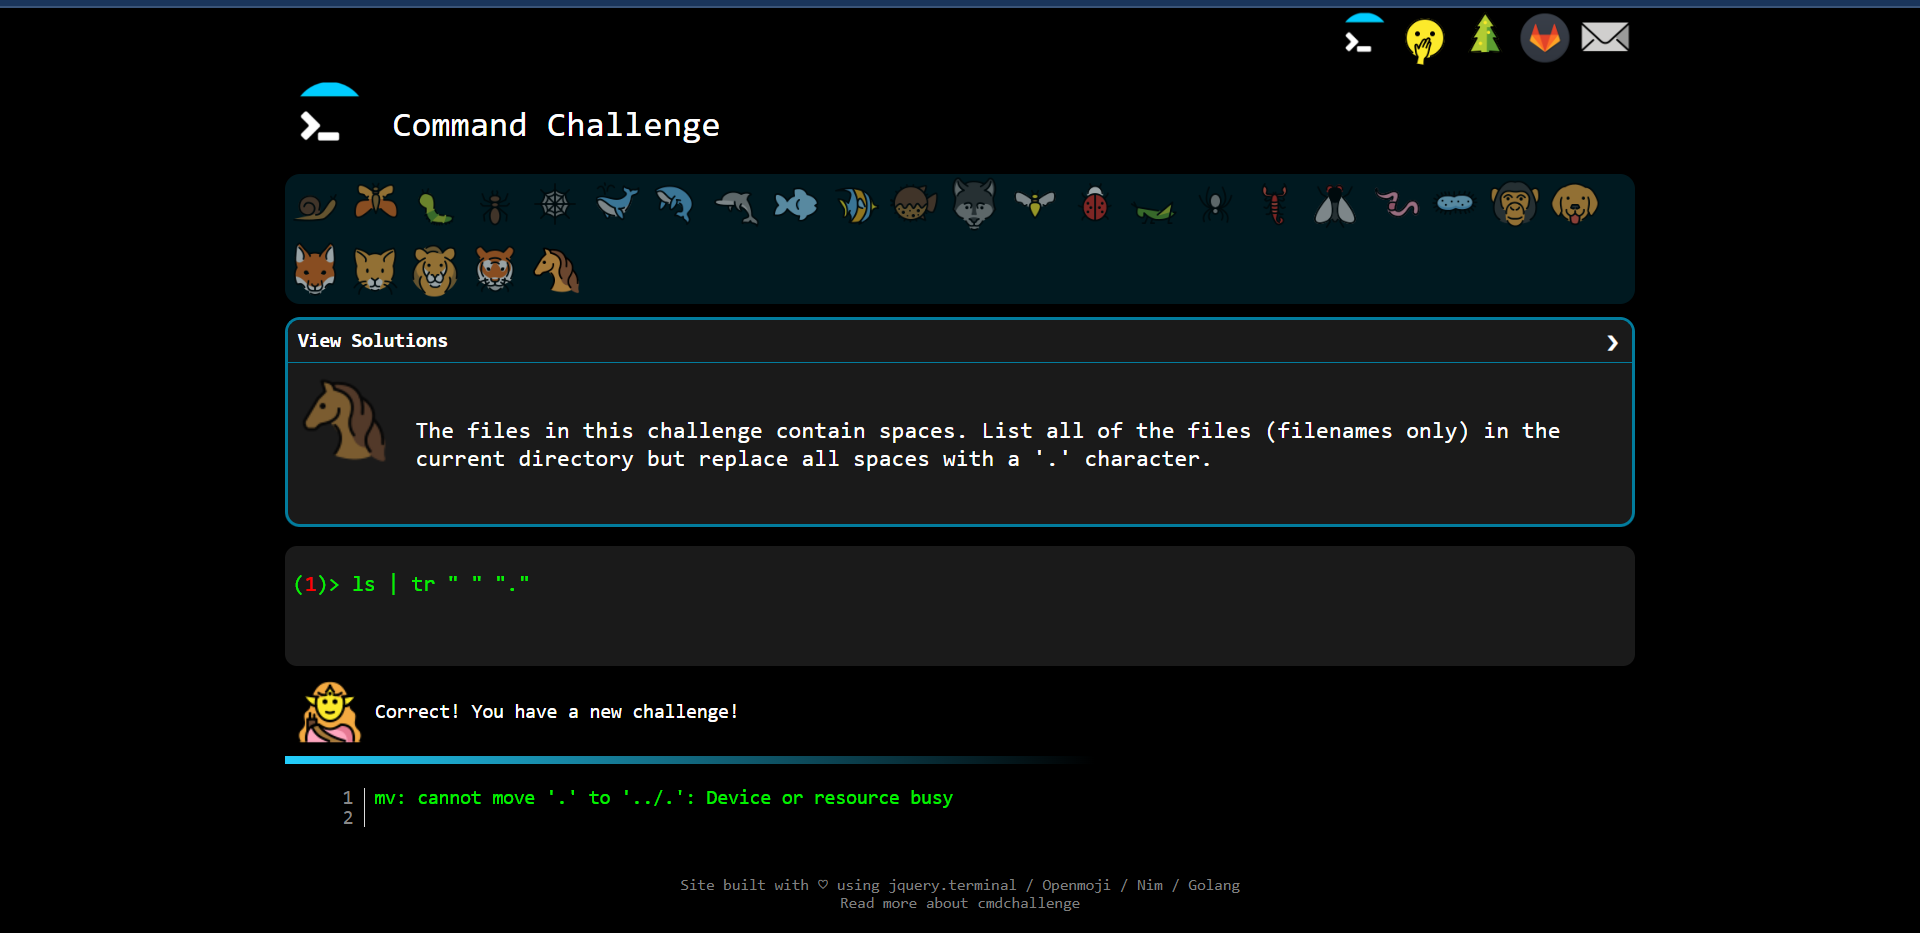 Command Challenge
View Solutions
The files in this challenge contain spaces. List all of the files (filenames only) in the
current directory but replace all spaces with a '.' character.
(1)> ls | tr " " "."
Correct! You have a new challenge!
1 mv: cannot move '.' to '../.': Device or resource busy
2
Site built with ♡ using jquery.terminal / Openmoji / Nim / Golang
Read more about cmdchallenge